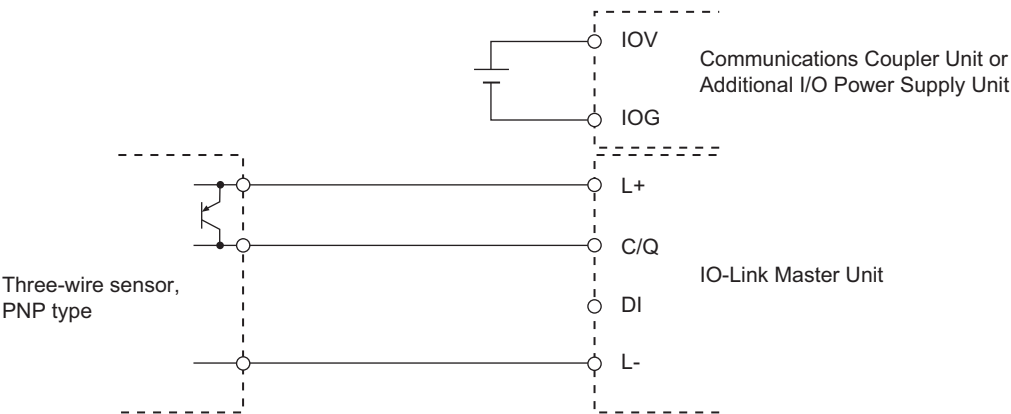 IOV
Communications Coupler Unit or
Additional I/O Power Supply Unit
IOG
L+
C/Q
IO-Link Master Unit
Three-wire sensor,
PNP type
DI
L-